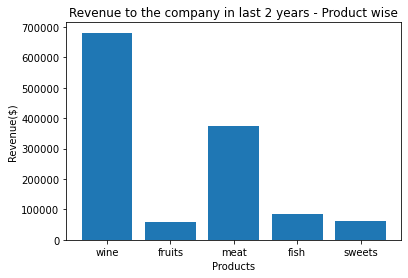 Revenue to the company in last 2 years - Product wise
700000
600000
500000
400000
300000
200000
100000
0
Revenue($)
wine fruits meat fish sweets
Products